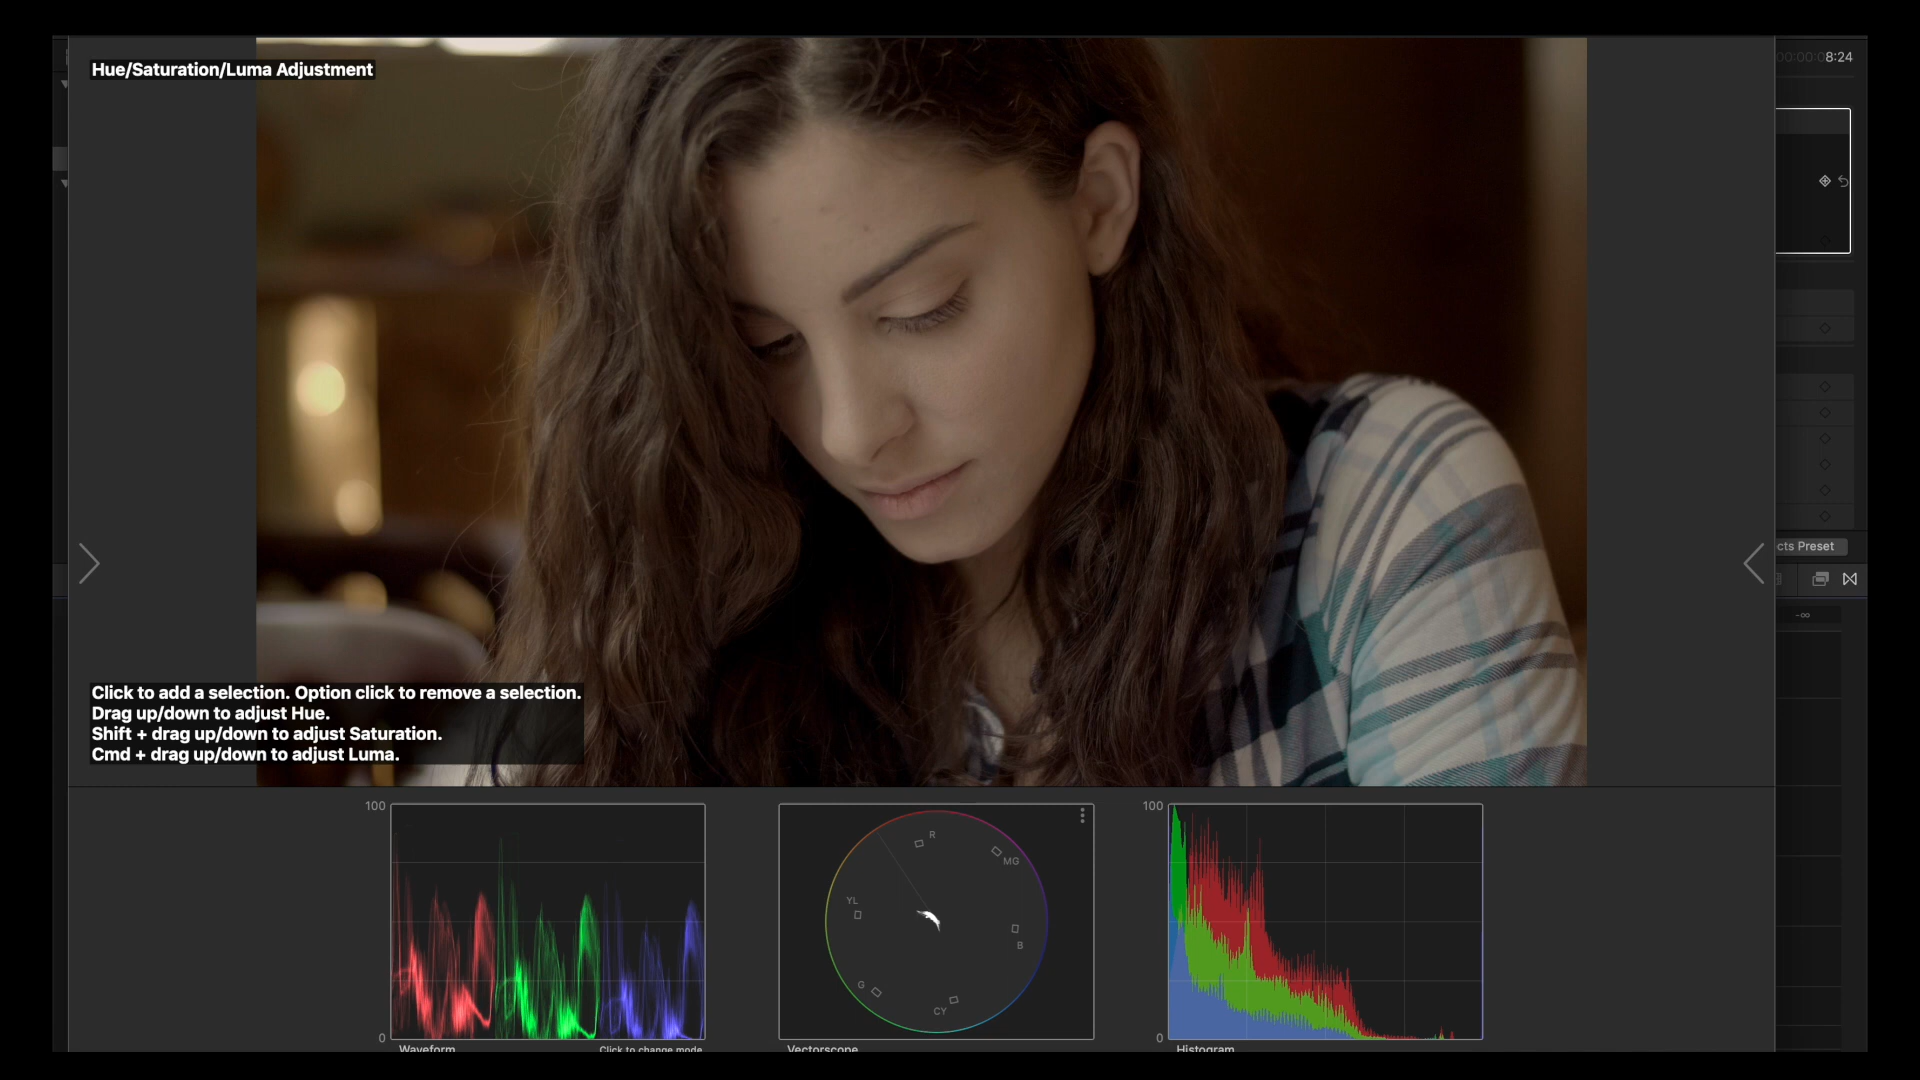 Hue/Saturation/Luma Adjustment
8:24
cts Preset
-∞
Click to add a selection. Option click to remove a selection.
Drag up/down to adjust Hue.
Shift + drag up/down to adjust Saturation.
Cmd + drag up/down to adjust Luma.
100
0
Waveform
Click to change mode
R
MG
YL
B
G
CY
Vectorscope
100
0
Histogram